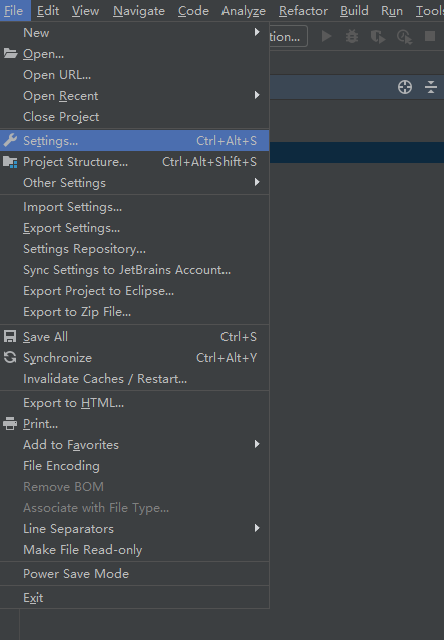 File Edit View Navigate Code Analyze Refactor Build Run Tools
New
Open...
tion...
Open URL...
Open Recent
Close Project
Settings... Ctrl+Alt+S
Project Structure... Ctrl+Alt+Shift+S
Other Settings
Import Settings...
Export Settings...
Settings Repository...
Sync Settings to JetBrains Account...
Export Project to Eclipse...
Export to Zip File...
Save All Ctrl+S
Synchronize Ctrl+Alt+Y
Invalidate Caches / Restart...
Export to HTML...
Print...
Add to Favorites
File Encoding
Remove BOM
Associate with File Type...
Line Separators
Make File Read-only
Power Save Mode
Exit